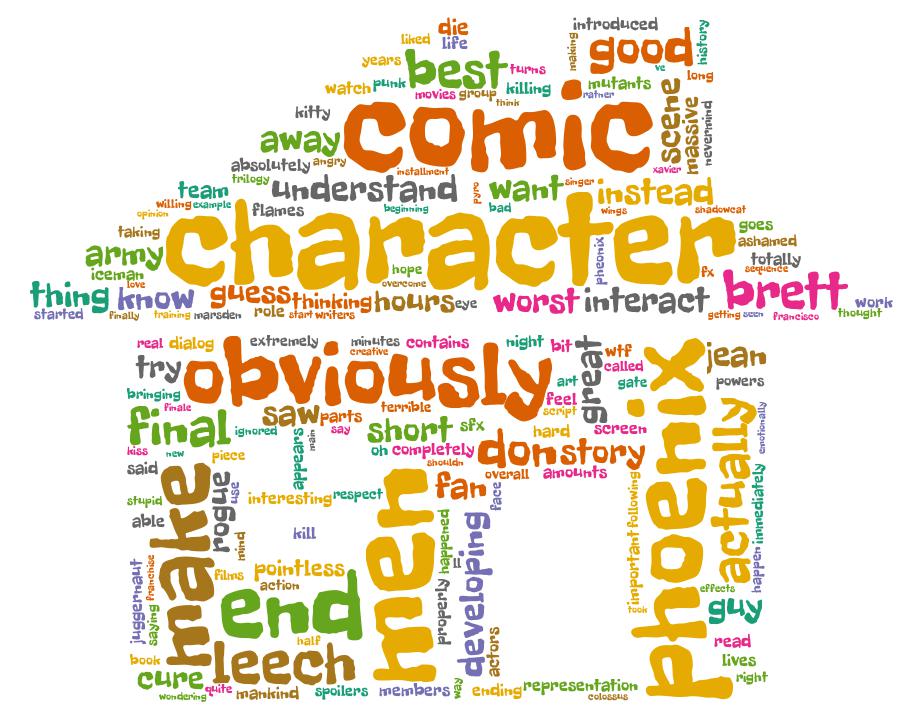 die
introduced
liked life
making good history
years best turns
ve long
watch punk movies group killing mutants
think rather
kitty comic scene massive nevermind
away
absolutely angry installment xavier
trilogy
team understand pyro want singer instead
willing example
opinion flames beginning bad wings shadowcat
taking character goes
army pheonix ashamed
iceman hope totally
love overcome fx sequence
thing know guess thinking hours eye worst interact brett work
started finally training marsden role start writers getting seen francisco thought
real dialog extremely minutes contains night bit great wtf phoenix jean
creative
try obviously art called gate powers
bringing feel
finale saw parts terrible script
final ignored say short sfx hard screen actually emotionally
kiss new appears main oh completely don story
said piece shouldn overall amounts
make rogue use men fan face
stupid interesting respect
able happened developing important following immediately
kill mind
juggernaut franchise films pointless ll
action properly happen
saying end effects
took guy
half actors read
book leech lives
cure right
wondering quite mankind spoilers members way ending representation
colossus